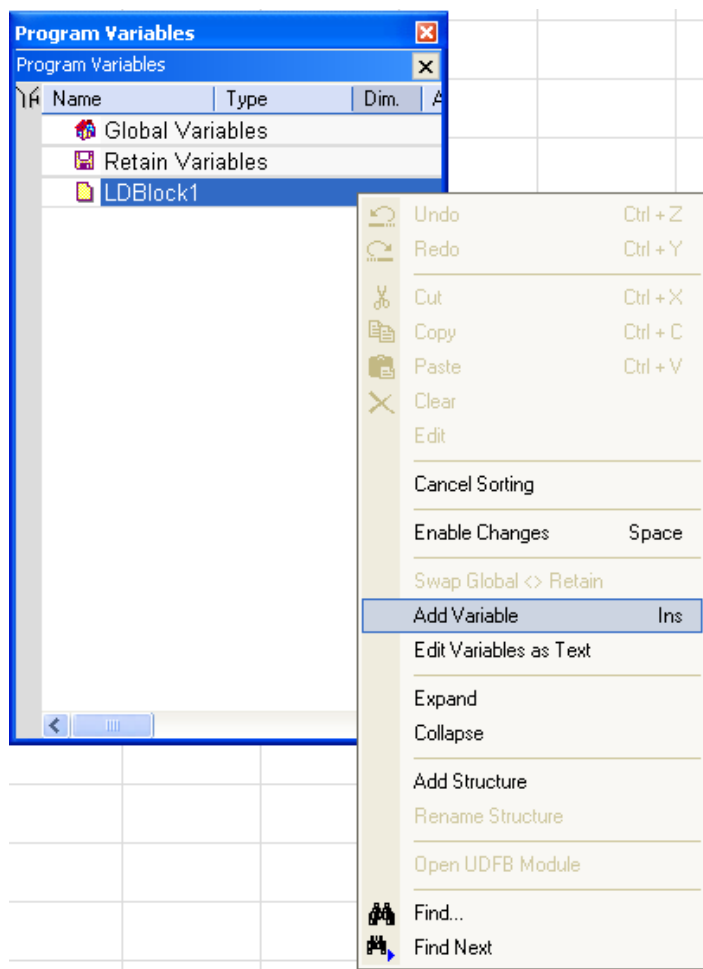 Program Variables
Program Variables
Name Type Dim. A
Global Variables
Retain Variables
LDBlock1
Undo Ctrl + Z
Redo Ctrl + Y
Cut Ctrl + X
Copy Ctrl + C
Paste Ctrl + V
Clear
Edit
Cancel Sorting
Enable Changes Space
Swap Global <> Retain
Add Variable Ins
Edit Variables as Text
Expand
Collapse
Add Structure
Rename Structure
Open UDFB Module
Find...
Find Next